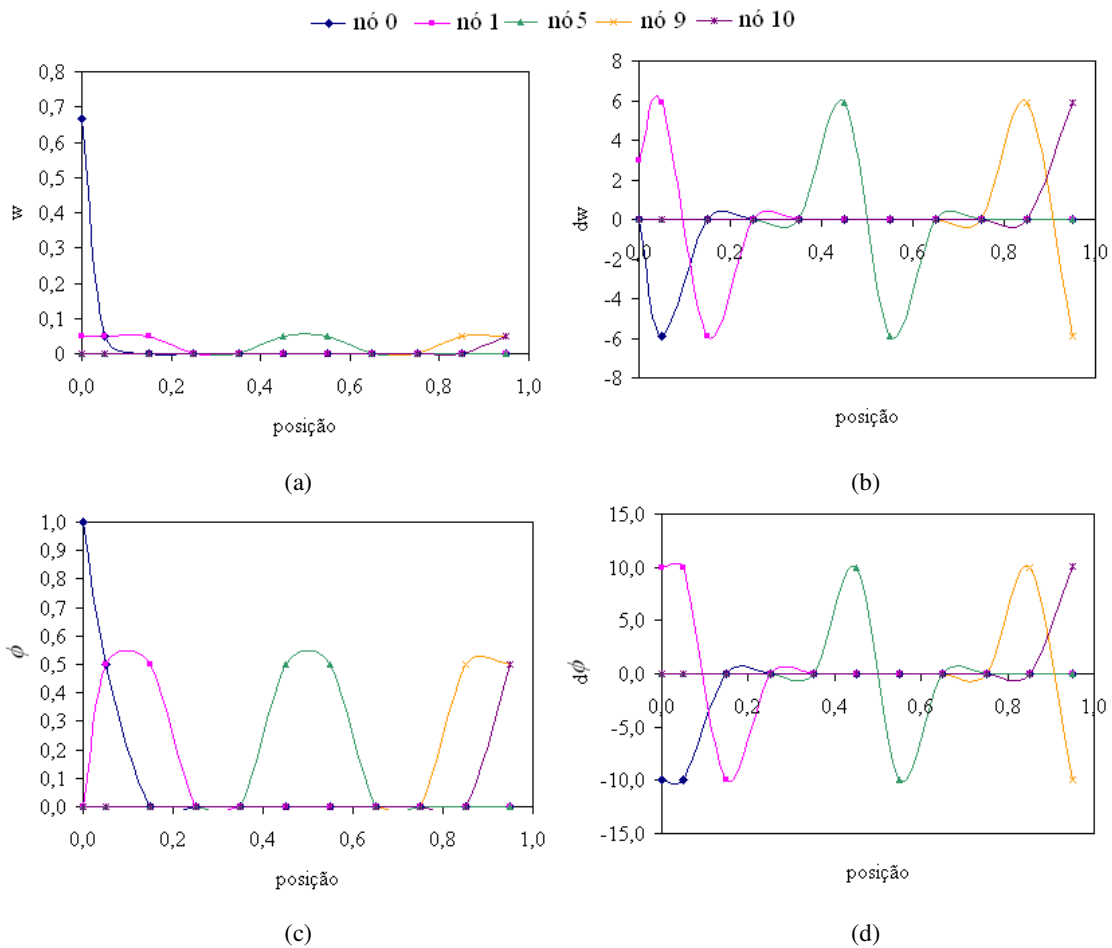 nó 0 nó 1 nó 5 nó 9 nó 10
0,8
0,7
0,6
0,5
0,4
0,3
0,2
0,1
0
w
0,0 0,2 0,4 0,6 0,8 1,0
posição
(a)
8
6
4
2
0
-2
-4
-6
-8
dw
0,0 0,2 0,4 0,6 0,8 1,0
posição
(b)
1,0
0,9
0,8
0,7
0,6
0,5
0,4
0,3
0,2
0,1
0,0
ϕ
0,0 0,2 0,4 0,6 0,8 1,0
posição
(c)
15,0
10,0
5,0
0,0
-5,0
-10,0
-15,0
dϕ
0,0 0,2 0,4 0,6 0,8 1,0
posição
(d)